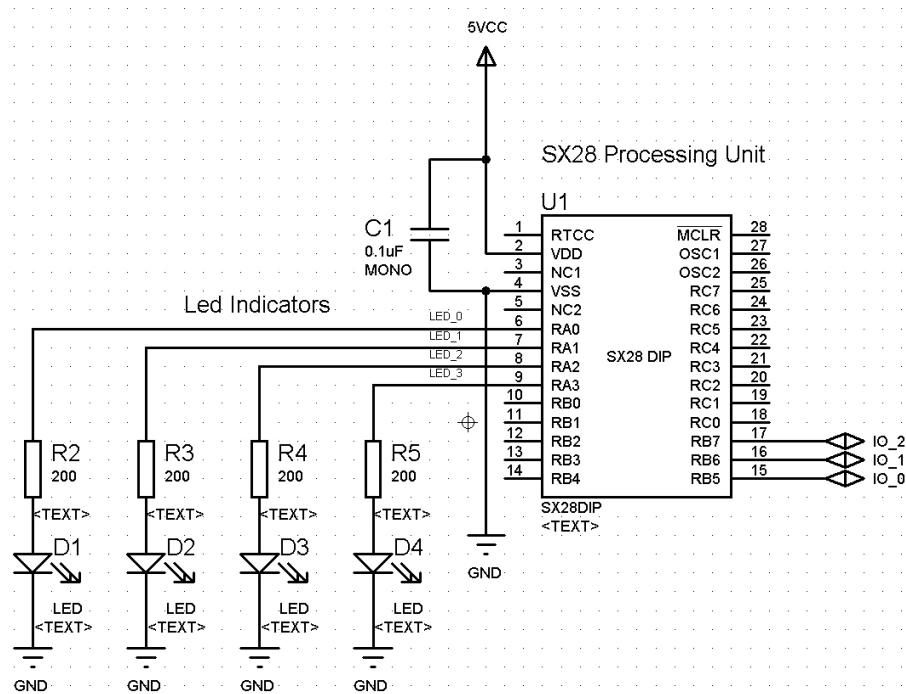 5VCC
SX28 Processing Unit
U1
C1
0.1uF
MONO
Led Indicators
LED_0
LED_1
LED_2
LED_3
1 RTCC MCLR 28
2 VDD OSC1 27
3 NC1 OSC2 26
4 VSS RC7 25
5 NC2 RC6 24
6 RA0 RC5 23
7 RA1 RC4 22
8 RA2 RC3 21
9 RA3 RC2 20
10 RB0 RC1 19
11 RB1 RC0 18
12 RB2 RB7 17 IO_2
13 RB3 RB6 16 IO_1
14 RB4 RB5 15 IO_0
SX28 DIP
SX28DIP
<TEXT>
GND
R2 R3 R4 R5
200 200 200 200
<TEXT> <TEXT> <TEXT> <TEXT>
D1 D2 D3 D4
LED LED LED LED
<TEXT> <TEXT> <TEXT> <TEXT>
GND GND GND GND